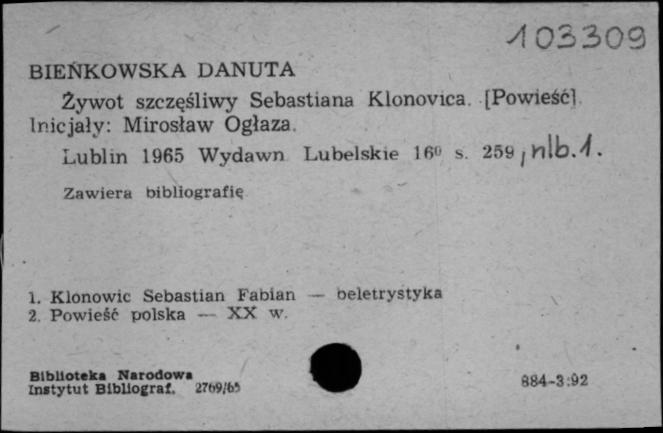 103309
BIEŃKOWSKA DANUTA
Żywot szczęśliwy Sebastiana Klonovica. [Powieść].
Inicjały: Mirosław Ogłaza.
Lublin 1965 Wydawn. Lubelskie 16⁰ s. 259, nlb. 1.
Zawiera bibliografię
1. Klonowic Sebastian Fabian — beletrystyka
2. Powieść polska — XX w.
Biblioteka Narodowa
Instytut Bibliograf. 2769/65
884-3:92